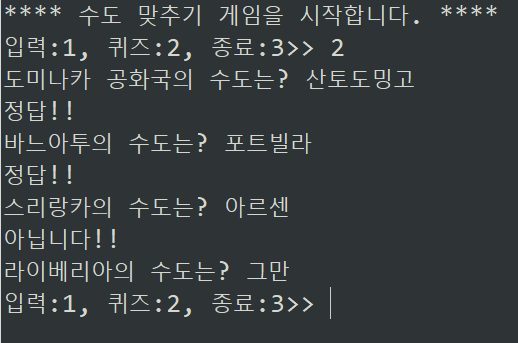 **** 수도 맞추기 게임을 시작합니다. ****
입력:1, 퀴즈:2, 종료:3>> 2
도미나카 공화국의 수도는? 산토도밍고
정답!!
바느아투의 수도는? 포트빌라
정답!!
스리랑카의 수도는? 아르센
아닙니다!!
라이베리아의 수도는? 그만
입력:1, 퀴즈:2, 종료:3>>